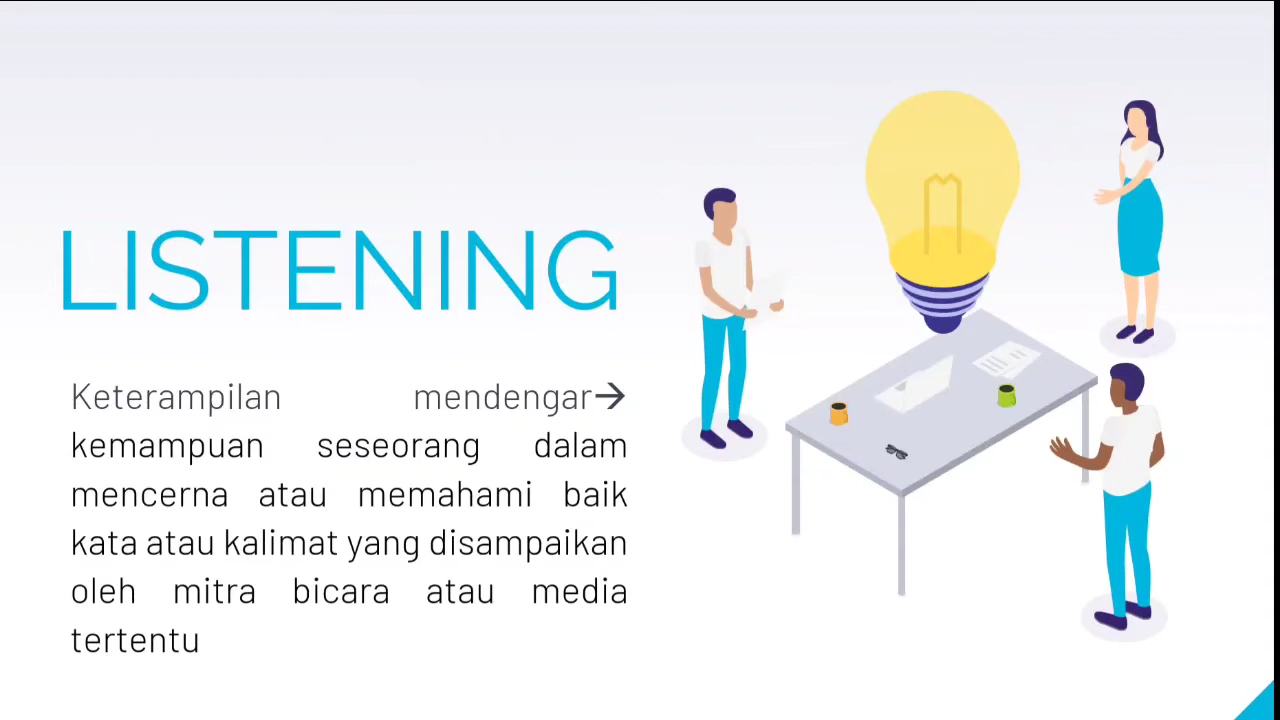 LISTENING
Keterampilan mendengar→
kemampuan seseorang dalam
mencerna atau memahami baik
kata atau kalimat yang disampaikan
oleh mitra bicara atau media
tertentu